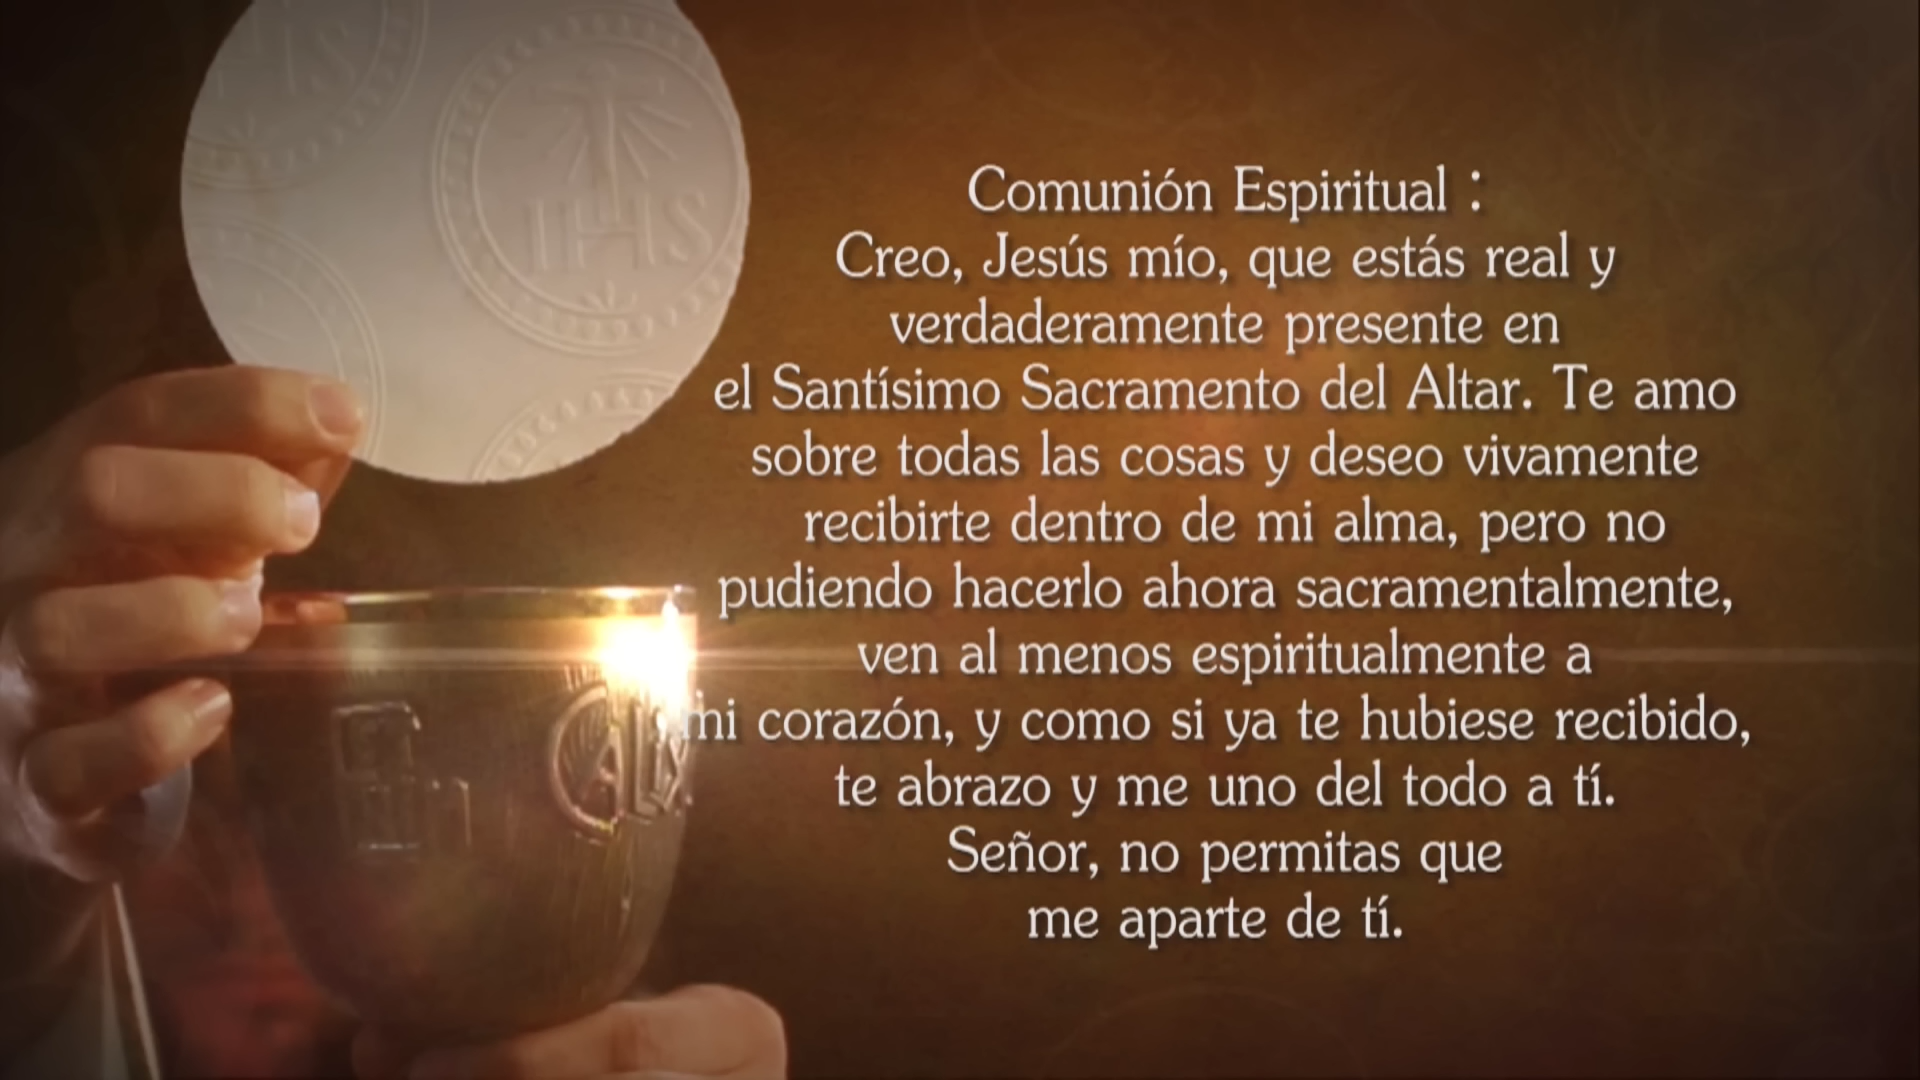 Comunión Espiritual :
Creo, Jesús mío, que estás real y
verdaderamente presente en
el Santísimo Sacramento del Altar. Te amo
sobre todas las cosas y deseo vivamente
recibirte dentro de mi alma, pero no
pudiendo hacerlo ahora sacramentalmente,
ven al menos espiritualmente a
mi corazón, y como si ya te hubiese recibido,
te abrazo y me uno del todo a tí.
Señor, no permitas que
me aparte de tí.
IHS